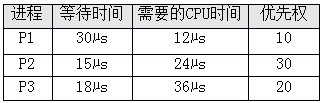 进程 等待时间 需要的CPU时间 优先权
P1 30μs 12μs 10
P2 15μs 24μs 30
P3 18μs 36μs 20